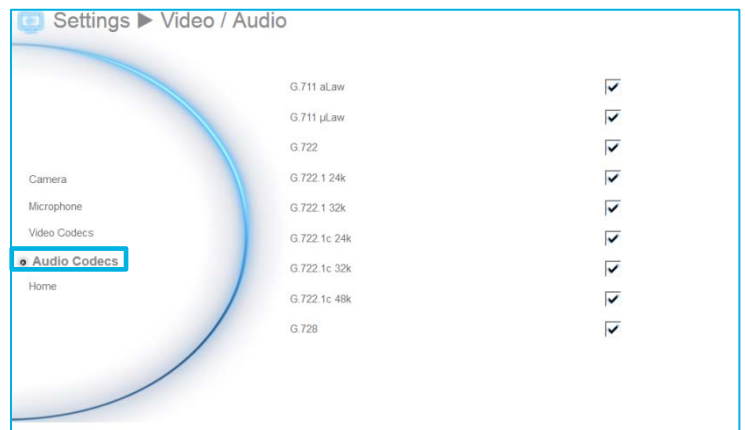 Settings ► Video / Audio
G.711 aLaw
G.711 µLaw
G.722
G.722.1 24k
G.722.1 32k
G.722.1c 24k
G.722.1c 32k
G.722.1c 48k
G.728
Camera
Microphone
Video Codecs
Audio Codecs
Home